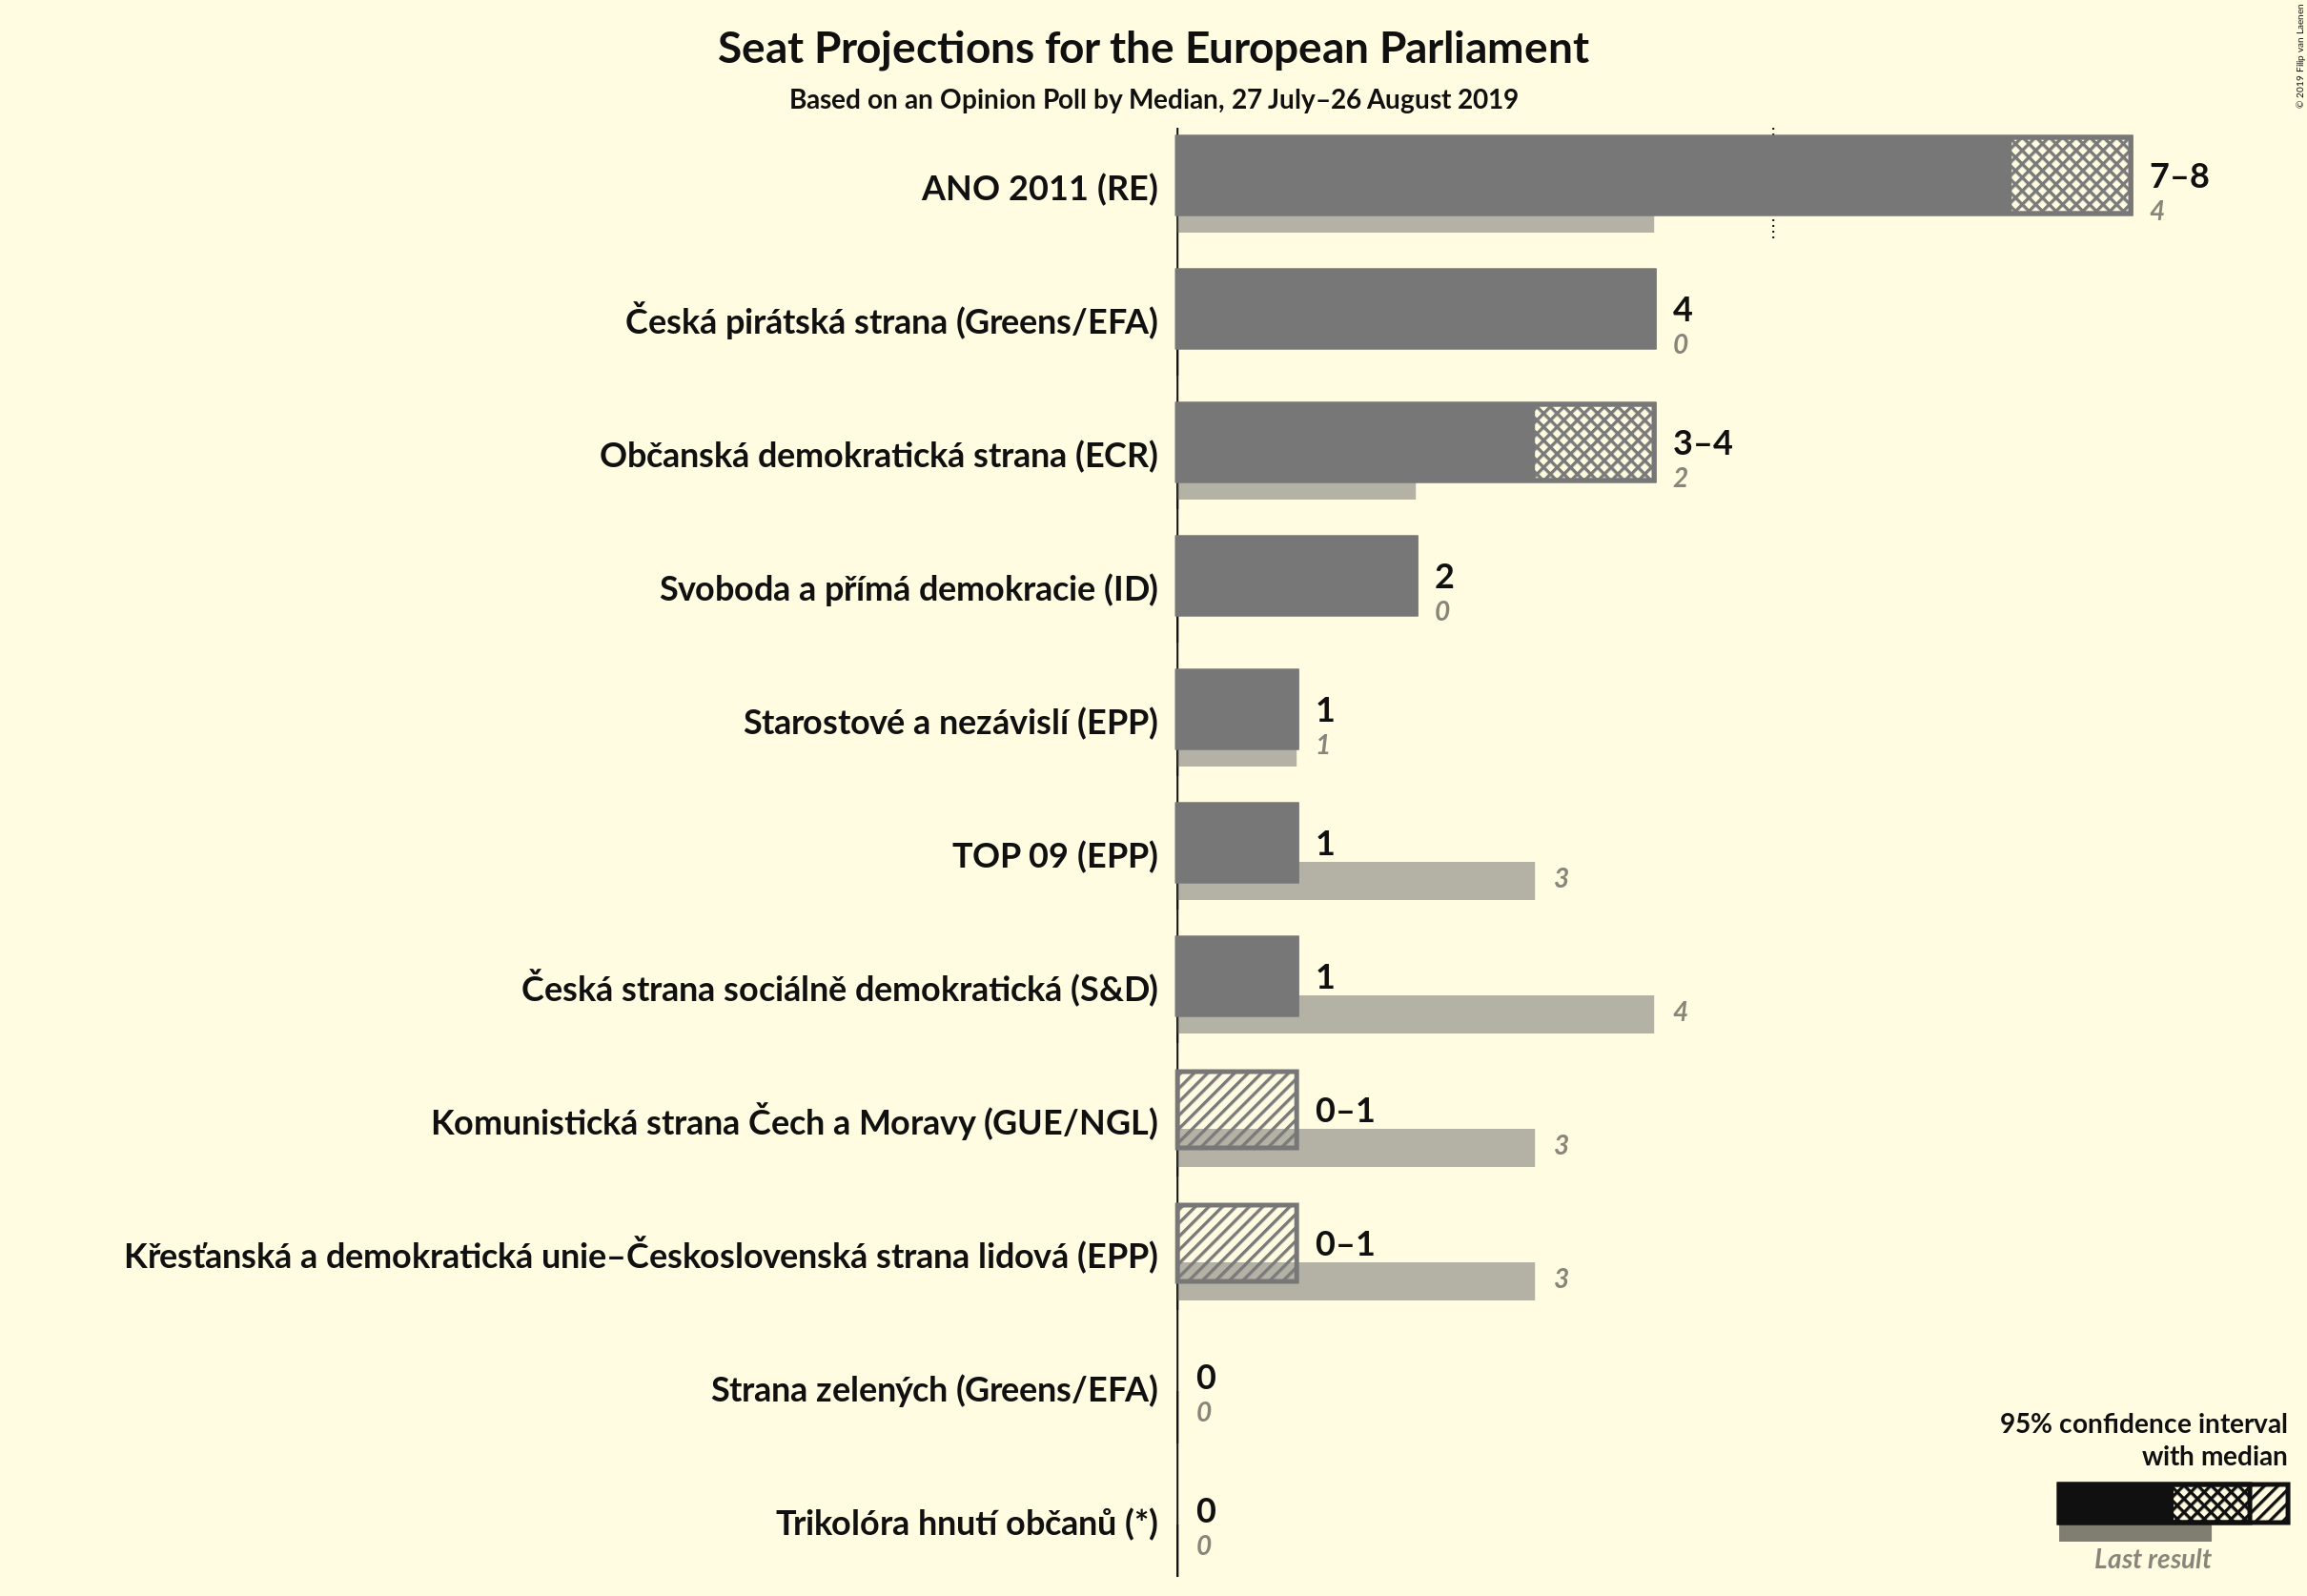 Seat Projections for the European Parliament
Based on an Opinion Poll by Median, 27 July–26 August 2019
© 2019 Filip van Laenen
ANO 2011 (RE)
7–8
4
Česká pirátská strana (Greens/EFA)
4
0
Občanská demokratická strana (ECR)
3–4
2
Svoboda a přímá demokracie (ID)
2
0
Starostové a nezávislí (EPP)
1
1
TOP 09 (EPP)
1
3
Česká strana sociálně demokratická (S&D)
1
4
Komunistická strana Čech a Moravy (GUE/NGL)
0–1
3
Křesťanská a demokratická unie–Československá strana lidová (EPP)
0–1
3
Strana zelených (Greens/EFA)
0
0
Trikolóra hnutí občanů (*)
0
0
95% confidence interval
with median
Last result